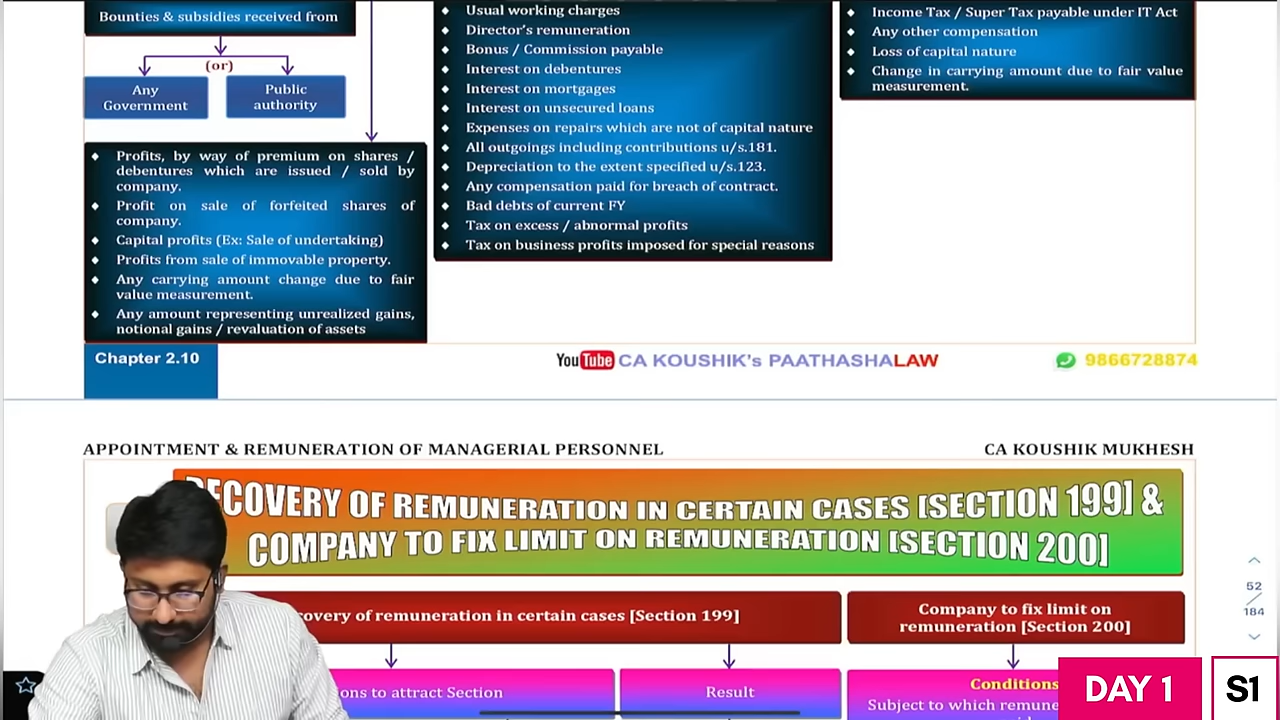 Bounties & subsidies received from
(or)
Any
Government
Public
authority
Profits, by way of premium on shares /
debentures which are issued / sold by
company.
Profit on sale of forfeited shares of
company.
Capital profits (Ex: Sale of undertaking)
Profits from sale of immovable property.
Any carrying amount change due to fair
value measurement.
Any amount representing unrealized gains,
notional gains / revaluation of assets
Usual working charges
Director's remuneration
Bonus / Commission payable
Interest on debentures
Interest on mortgages
Interest on unsecured loans
Expenses on repairs which are not of capital nature
All outgoings including contributions u/s.181.
Depreciation to the extent specified u/s.123.
Any compensation paid for breach of contract.
Bad debts of current FY
Tax on excess / abnormal profits
Tax on business profits imposed for special reasons
Income Tax / Super Tax payable under IT Act
Any other compensation
Loss of capital nature
Change in carrying amount due to fair value
measurement.
Chapter 2.10
YouTube CA KOUSHIK's PAATHASHALAW
9866728874
APPOINTMENT & REMUNERATION OF MANAGERIAL PERSONNEL
CA KOUSHIK MUKHESH
RECOVERY OF REMUNERATION IN CERTAIN CASES [SECTION 199] &
COMPANY TO FIX LIMIT ON REMUNERATION [SECTION 200]
covery of remuneration in certain cases [Section 199]
Company to fix limit on
remuneration [Section 200]
ons to attract Section
Result
Conditions
Subject to which remune
52
184
DAY 1
S1